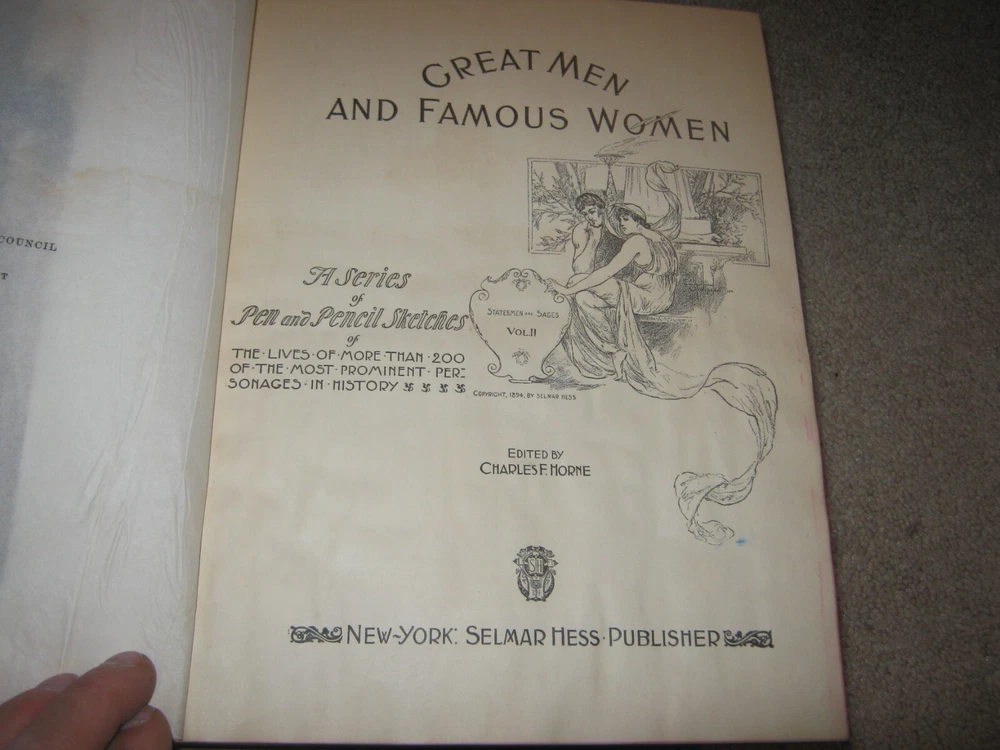 COUNCIL
T
GREAT MEN
AND FAMOUS WOMEN
A Series
of
Pen and Pencil Sketches
of
THE·LIVES·OF·MORE·THAN·200
OF·THE·MOST·PROMINENT·PER=
SONAGES·IN·HISTORY
STATESMEN AND SAGES
VOL.II
COPYRIGHT, 1894, BY SELMAR HESS
EDITED BY
CHARLES F. HORNE
SH
NEW-YORK: SELMAR HESS·PUBLISHER